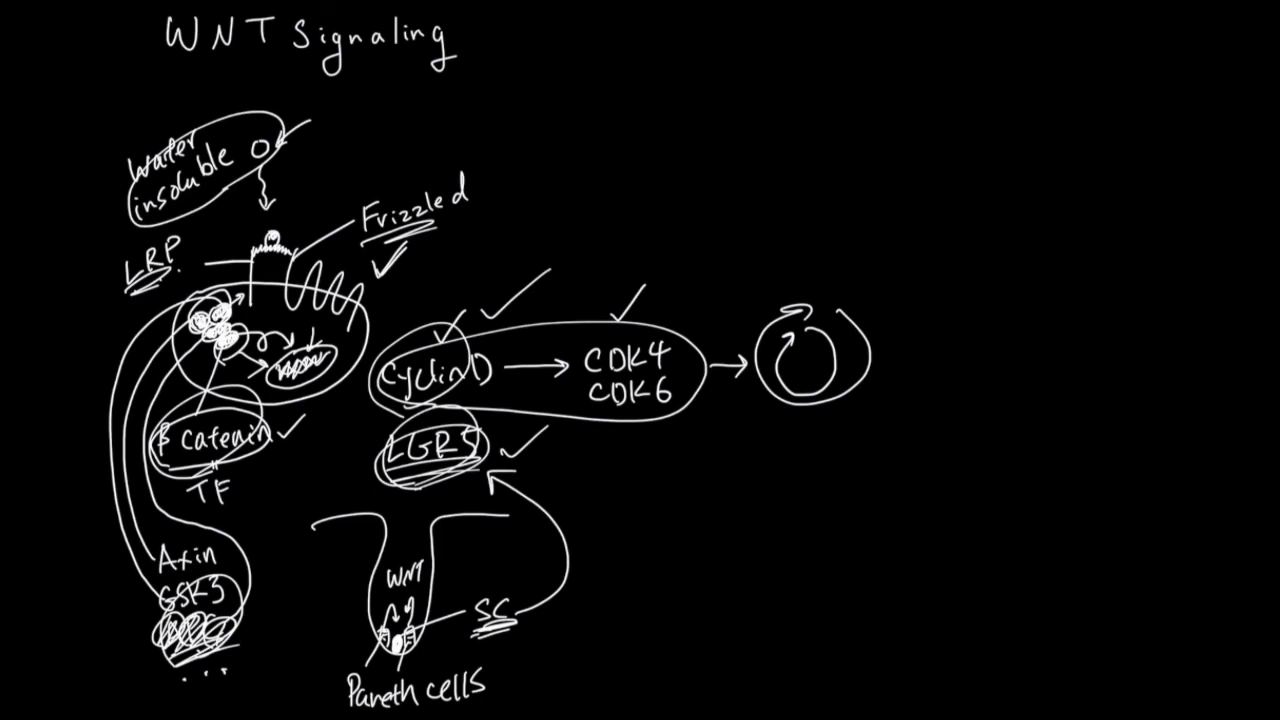 WNT Signaling
Water
insoluble
Frizzled
LRP
Cyclin D
CDK4
CDK6
β catenin
LGR5
TF
Axin
GSK3
...
WNT
SC
Paneth cells